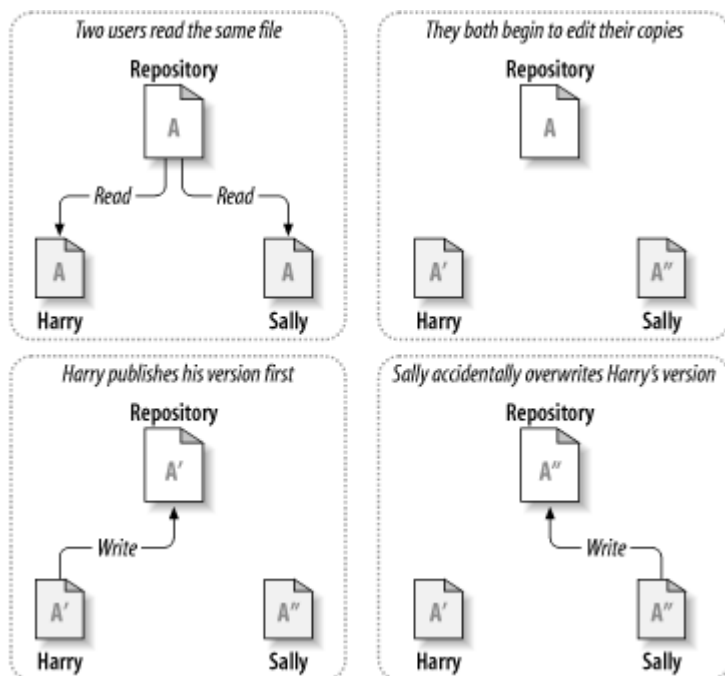 Two users read the same file
Repository
A
Read
Read
A
A
Harry
Sally
They both begin to edit their copies
Repository
A
A′
A″
Harry
Sally
Harry publishes his version first
Repository
A′
Write
A′
A″
Harry
Sally
Sally accidentally overwrites Harry’s version
Repository
A″
Write
A′
A″
Harry
Sally